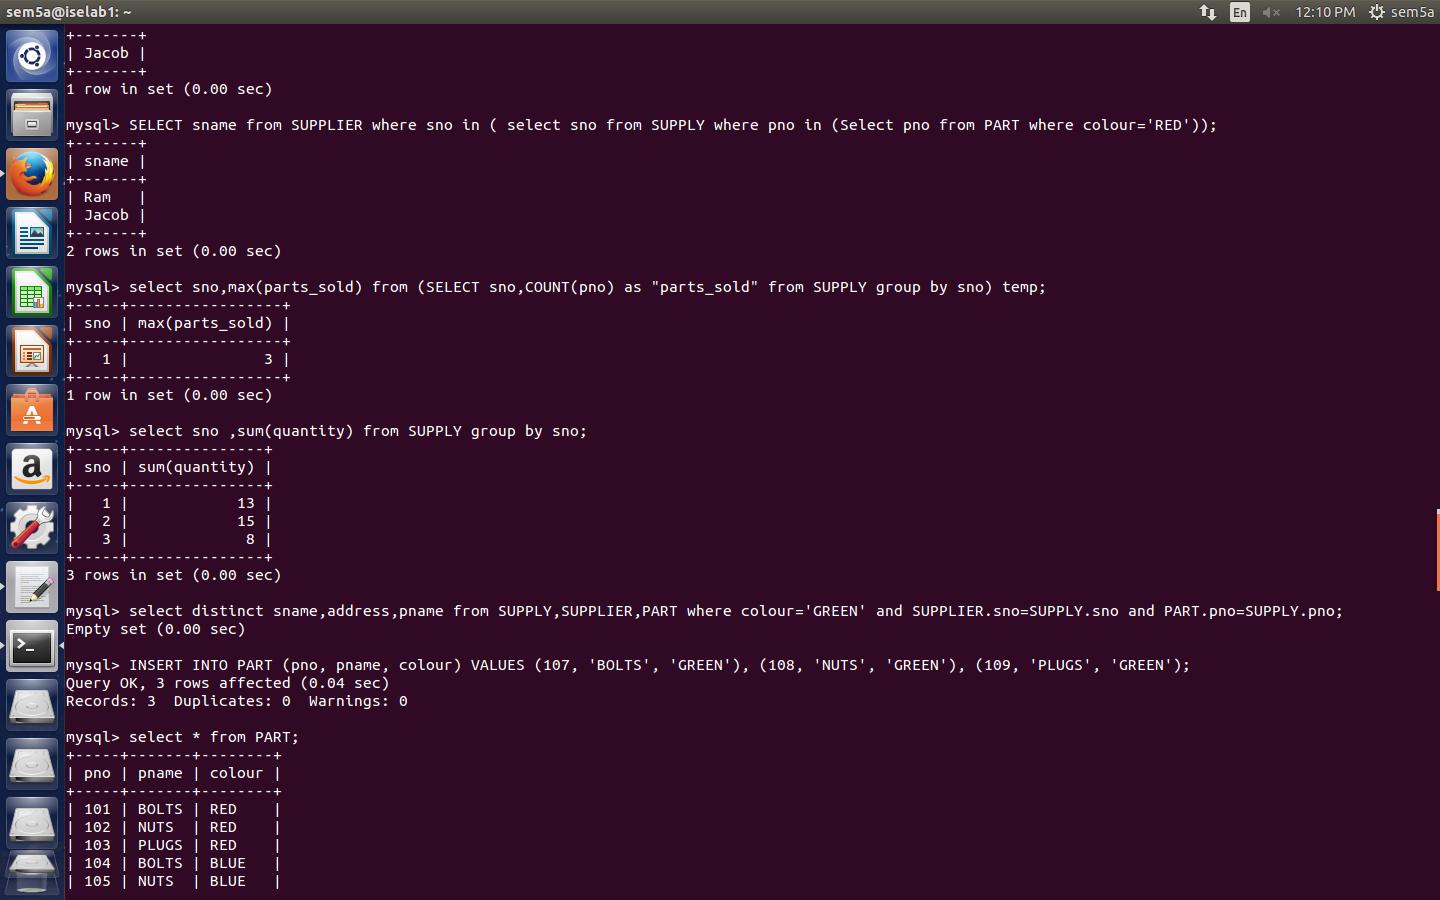 sem5a@iselab1: ~
En
12:10 PM
sem5a
+-------+
| Jacob |
+-------+
1 row in set (0.00 sec)
mysql> SELECT sname from SUPPLIER where sno in ( select sno from SUPPLY where pno in (Select pno from PART where colour='RED'));
+-------+
| sname |
+-------+
| Ram   |
| Jacob |
+-------+
2 rows in set (0.00 sec)
mysql> select sno,max(parts_sold) from (SELECT sno,COUNT(pno) as "parts_sold" from SUPPLY group by sno) temp;
+-----+-----------------+
| sno | max(parts_sold) |
+-----+-----------------+
|   1 |               3 |
+-----+-----------------+
1 row in set (0.00 sec)
mysql> select sno ,sum(quantity) from SUPPLY group by sno;
+-----+---------------+
| sno | sum(quantity) |
+-----+---------------+
|   1 |            13 |
|   2 |            15 |
|   3 |             8 |
+-----+---------------+
3 rows in set (0.00 sec)
mysql> select distinct sname,address,pname from SUPPLY,SUPPLIER,PART where colour='GREEN' and SUPPLIER.sno=SUPPLY.sno and PART.pno=SUPPLY.pno;
Empty set (0.00 sec)
mysql> INSERT INTO PART (pno, pname, colour) VALUES (107, 'BOLTS', 'GREEN'), (108, 'NUTS', 'GREEN'), (109, 'PLUGS', 'GREEN');
Query OK, 3 rows affected (0.04 sec)
Records: 3  Duplicates: 0  Warnings: 0
mysql> select * from PART;
+-----+-------+--------+
| pno | pname | colour |
+-----+-------+--------+
| 101 | BOLTS | RED    |
| 102 | NUTS  | RED    |
| 103 | PLUGS | RED    |
| 104 | BOLTS | BLUE   |
| 105 | NUTS  | BLUE   |